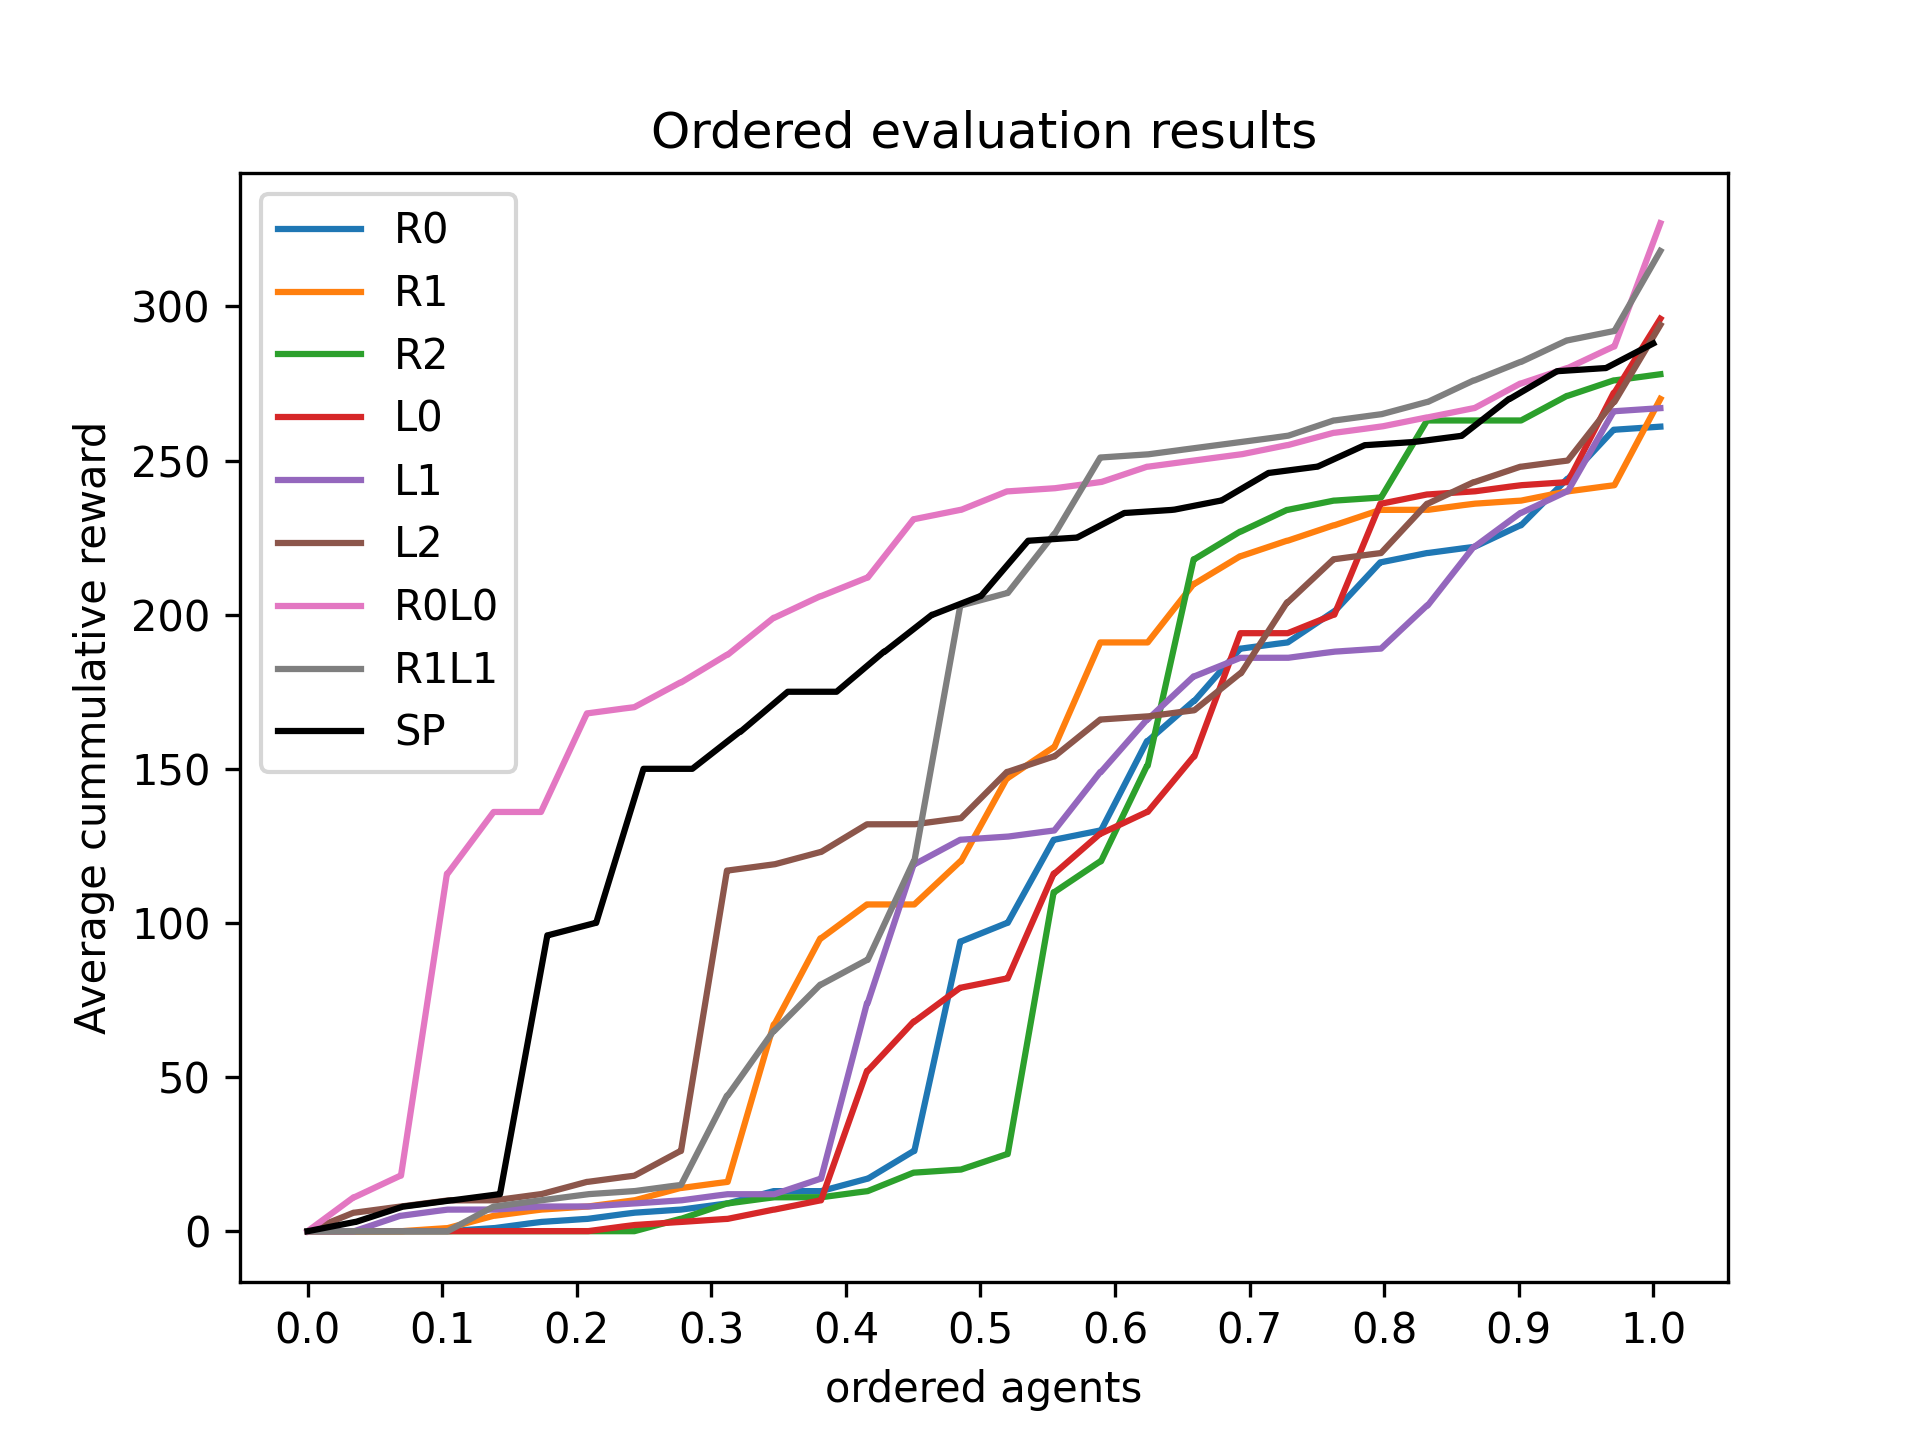 Ordered evaluation results
R0
R1
R2
L0
L1
L2
R0L0
R1L1
SP
300
250
200
150
100
50
0
Average cummulative reward
0.0 0.1 0.2 0.3 0.4 0.5 0.6 0.7 0.8 0.9 1.0
ordered agents